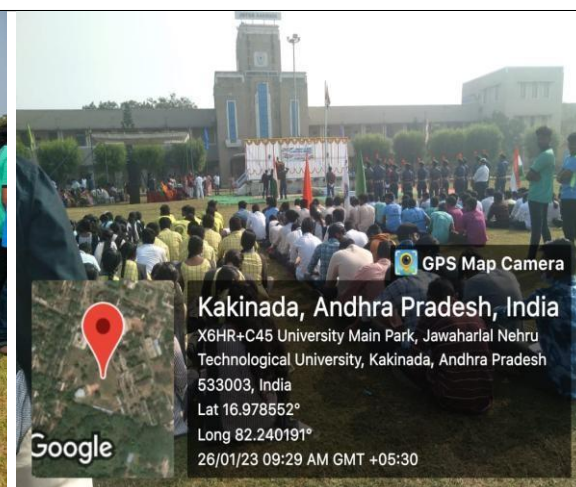 GPS Map Camera
Kakinada, Andhra Pradesh, India
X6HR+C45 University Main Park, Jawaharlal Nehru
Technological University, Kakinada, Andhra Pradesh
533003, India
Lat 16.978552°
Long 82.240191°
26/01/23 09:29 AM GMT +05:30
Google